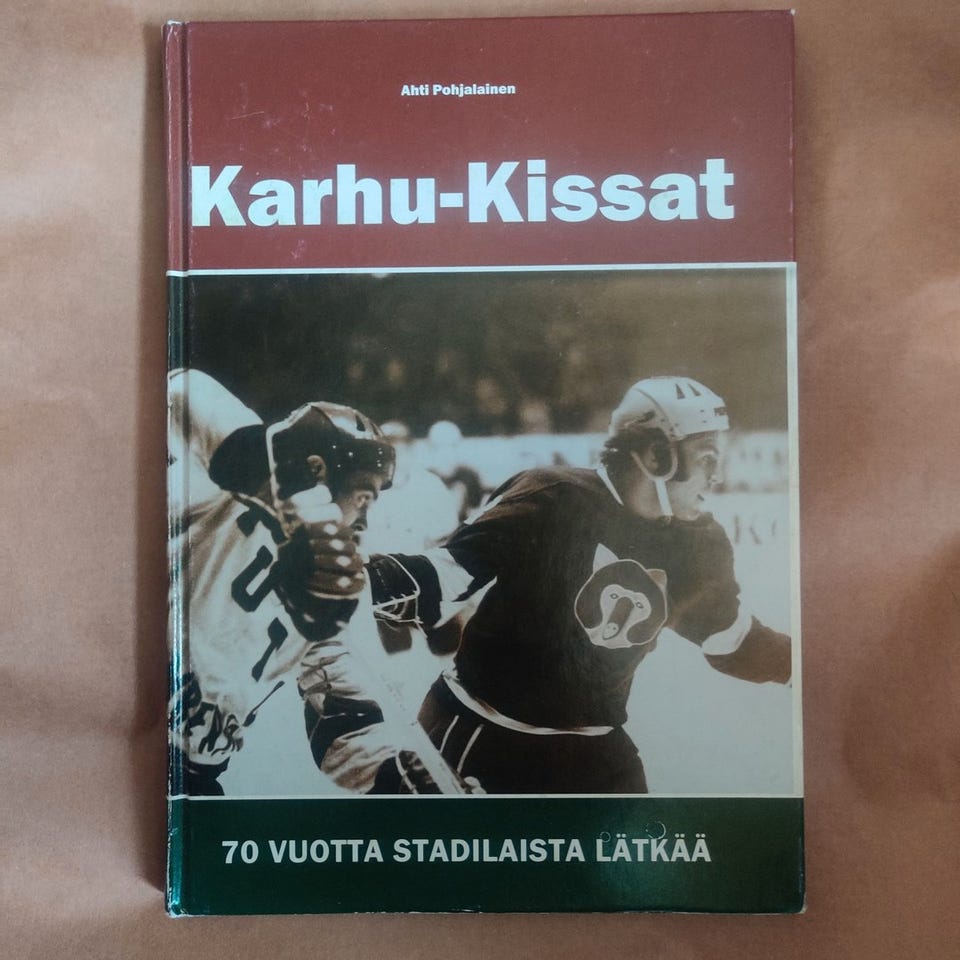 Ahti Pohjalainen
Karhu-Kissat
70 VUOTTA STADILAISTA LÄTKÄÄ